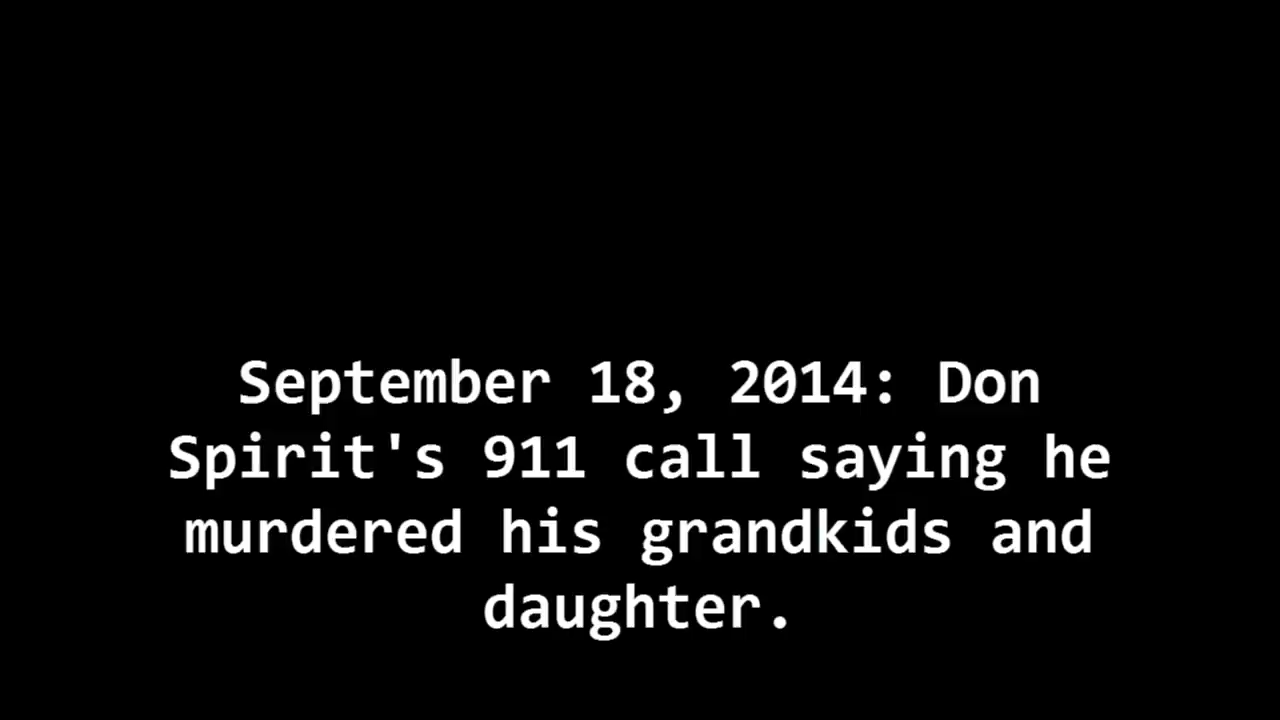 September 18, 2014: Don
Spirit's 911 call saying he
murdered his grandkids and
daughter.